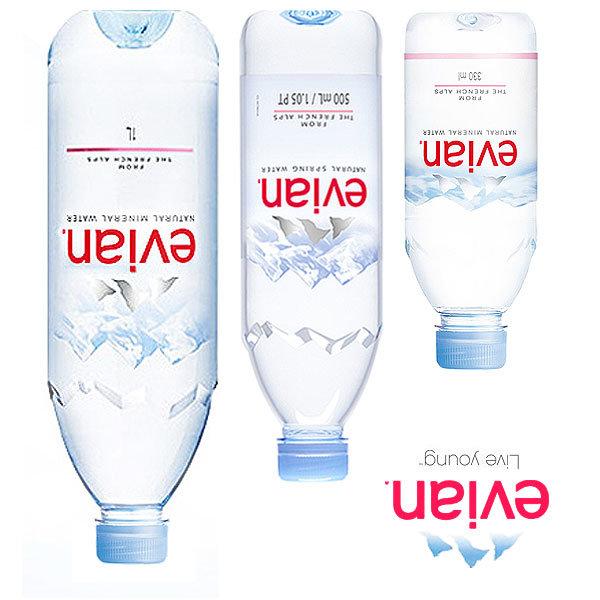 evian.
Live young™
evian.
NATURAL MINERAL WATER
FROM
THE FRENCH ALPS
330 ml
evian.
NATURAL SPRING WATER
FROM
THE FRENCH ALPS
500 mL / 1.05 PT
evian.
NATURAL MINERAL WATER
FROM
THE FRENCH ALPS
1L